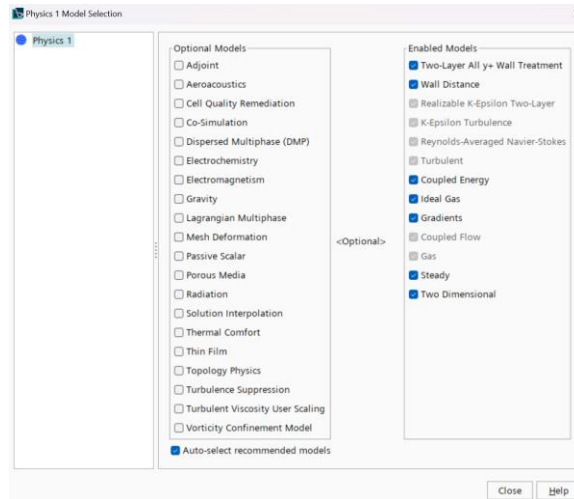 Physics 1 Model Selection
Physics 1
Optional Models
Adjoint
Aeroacoustics
Cell Quality Remediation
Co-Simulation
Dispersed Multiphase (DMP)
Electrochemistry
Electromagnetism
Gravity
Lagrangian Multiphase
Mesh Deformation
Passive Scalar
Porous Media
Radiation
Solution Interpolation
Thermal Comfort
Thin Film
Topology Physics
Turbulence Suppression
Turbulent Viscosity User Scaling
Vorticity Confinement Model
Auto-select recommended models
<Optional>
Enabled Models
Two-Layer All y+ Wall Treatment
Wall Distance
Realizable K-Epsilon Two-Layer
K-Epsilon Turbulence
Reynolds-Averaged Navier-Stokes
Turbulent
Coupled Energy
Ideal Gas
Gradients
Coupled Flow
Gas
Steady
Two Dimensional
Close Help